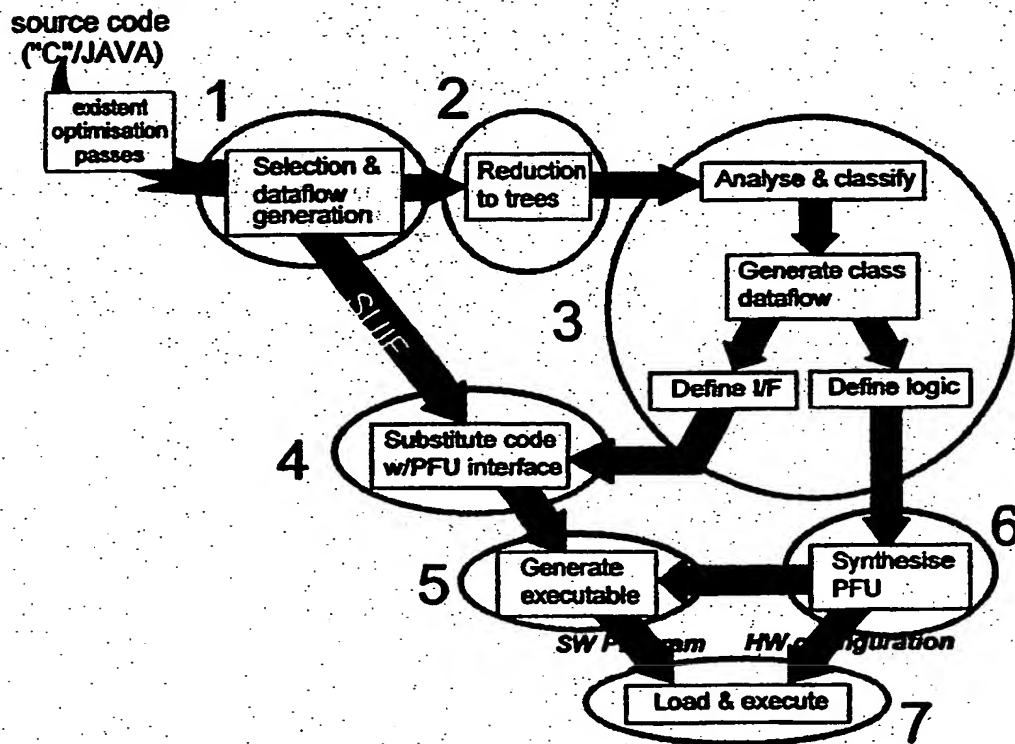 source code
("C"/JAVA)
existent
optimisation
passes
1
Selection &
dataflow
generation
2
Reduction
to trees
Analyse & classify
Generate class
dataflow
3
Define I/F
Define logic
SUIF
4
Substitute code
w/PFU interface
5
Generate
executable
6
Synthesise
PFU
SW
HW
Load & execute
7